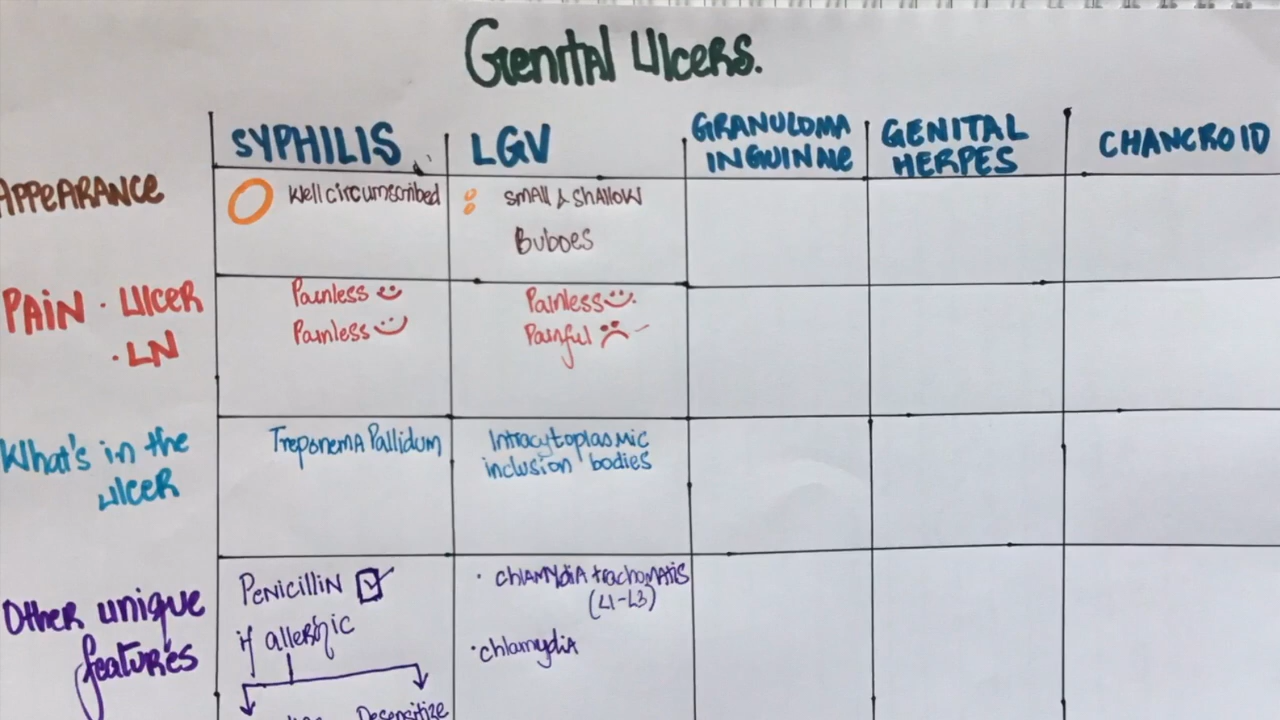 Genital Ulcers.
SYPHILIS
LGV
GRANULOMA
INGUINNAE
GENITAL
HERPES
CHANCROID
APPEARANCE
Well circumscribed
SMALL & SHALLOW
Buboes
PAIN · ULCER
· LN
Painless
Painless
Painless
Painful
What's in the
ulcer
Treponema Pallidum
Intracytoplasmic
inclusion bodies
Other unique
features
Penicillin
if allergic
Desensitize
· Chlamydia trachomatis
(L1-L3)
· chlamydia